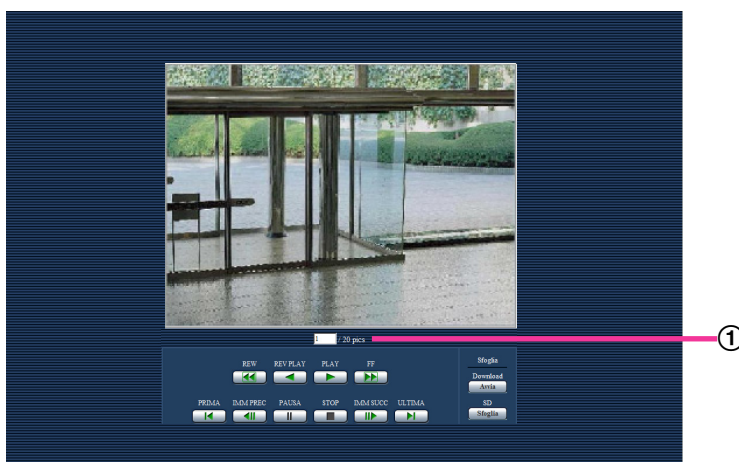 1 / 20 pics
①
REW REV PLAY PLAY FF
Sfoglia
Download
Avvia
PRIMA IMM PREC PAUSA STOP IMM SUCC ULTIMA
SD
Sfoglia